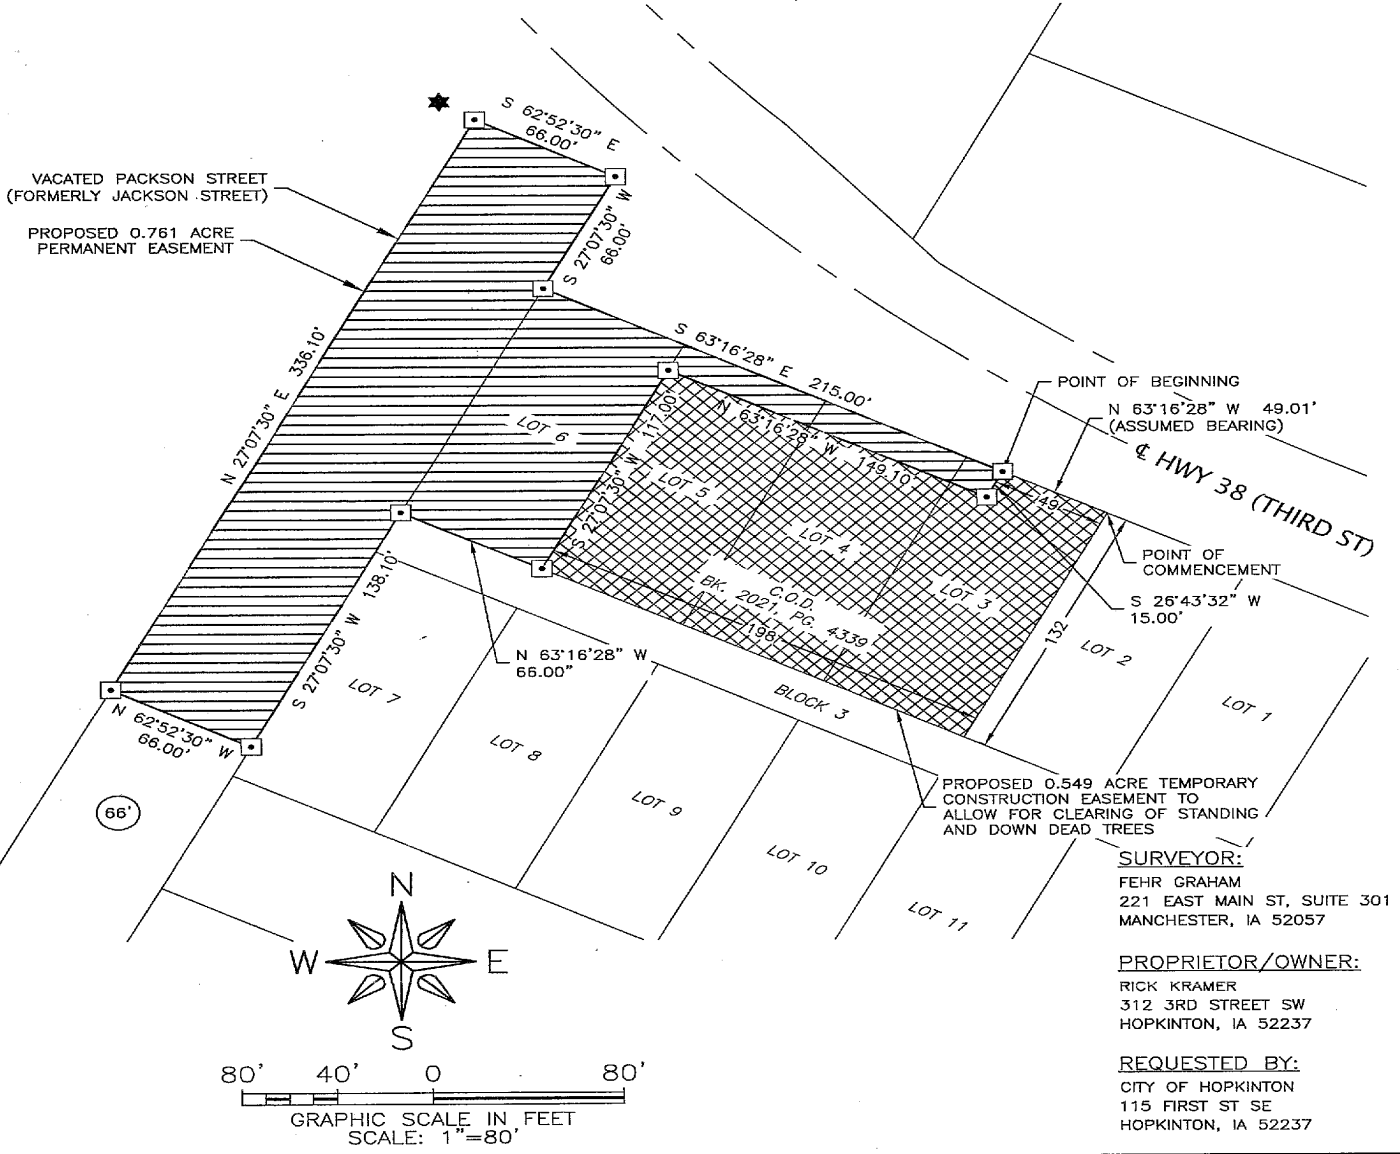 S 62°52'30" E
66.00'
VACATED PACKSON STREET
(FORMERLY JACKSON STREET)
PROPOSED 0.761 ACRE
PERMANENT EASEMENT
S 27°07'30" W
66.00'
N 27°07'30" E 336.10'
S 63°16'28" E 215.00'
POINT OF BEGINNING
N 63°16'28" W 49.01'
(ASSUMED BEARING)
℄ HWY 38 (THIRD ST)
N 63°16'28" W 149.10'
S 27°07'30" W 117.00'
LOT 6
LOT 5
LOT 4
LOT 3
49
POINT OF
COMMENCEMENT
S 26°43'32" W
15.00'
C.O.D.
BK. 2021, PG. 4339
198
132
LOT 2
LOT 1
S 27°07'30" W 138.10'
N 63°16'28" W
66.00"
BLOCK 3
LOT 7
LOT 8
LOT 9
LOT 10
LOT 11
N 62°52'30" W
66.00'
66'
PROPOSED 0.549 ACRE TEMPORARY
CONSTRUCTION EASEMENT TO
ALLOW FOR CLEARING OF STANDING
AND DOWN DEAD TREES
SURVEYOR:
FEHR GRAHAM
221 EAST MAIN ST, SUITE 301
MANCHESTER, IA 52057
PROPRIETOR/OWNER:
RICK KRAMER
312 3RD STREET SW
HOPKINTON, IA 52237
REQUESTED BY:
CITY OF HOPKINTON
115 FIRST ST SE
HOPKINTON, IA 52237
N
W E
S
80' 40' 0 80'
GRAPHIC SCALE IN FEET
SCALE: 1"=80'